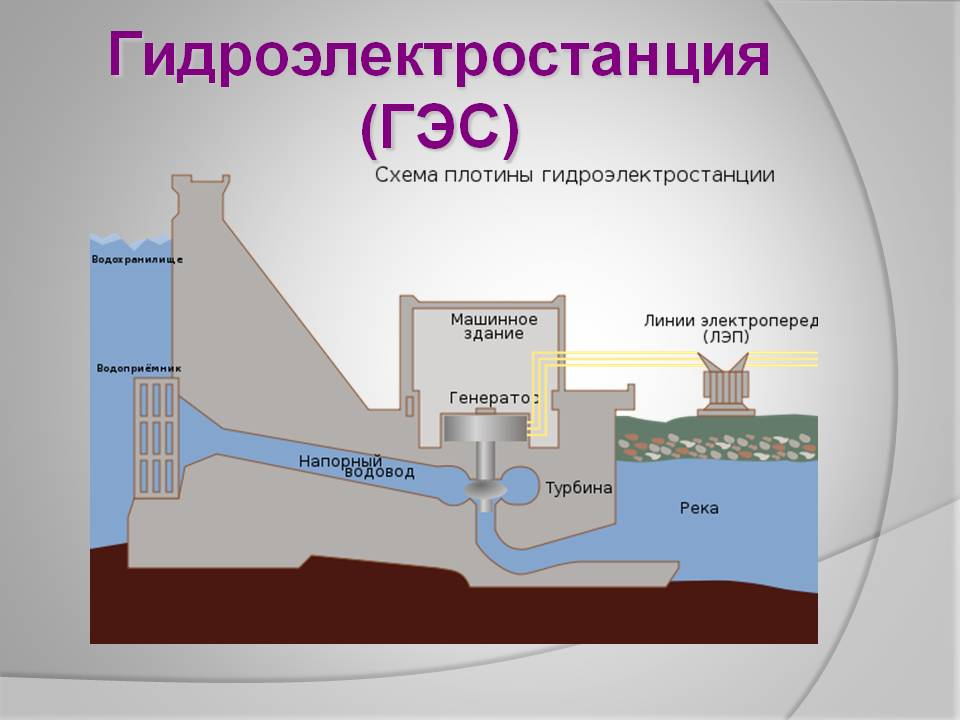 Гидроэлектростанция
(ГЭС)
Схема плотины гидроэлектростанции
Водохранилище
Машинное
здание
Линии электроперед
(ЛЭП)
Водоприёмник
Генератор
Напорный
водовод
Турбина
Река